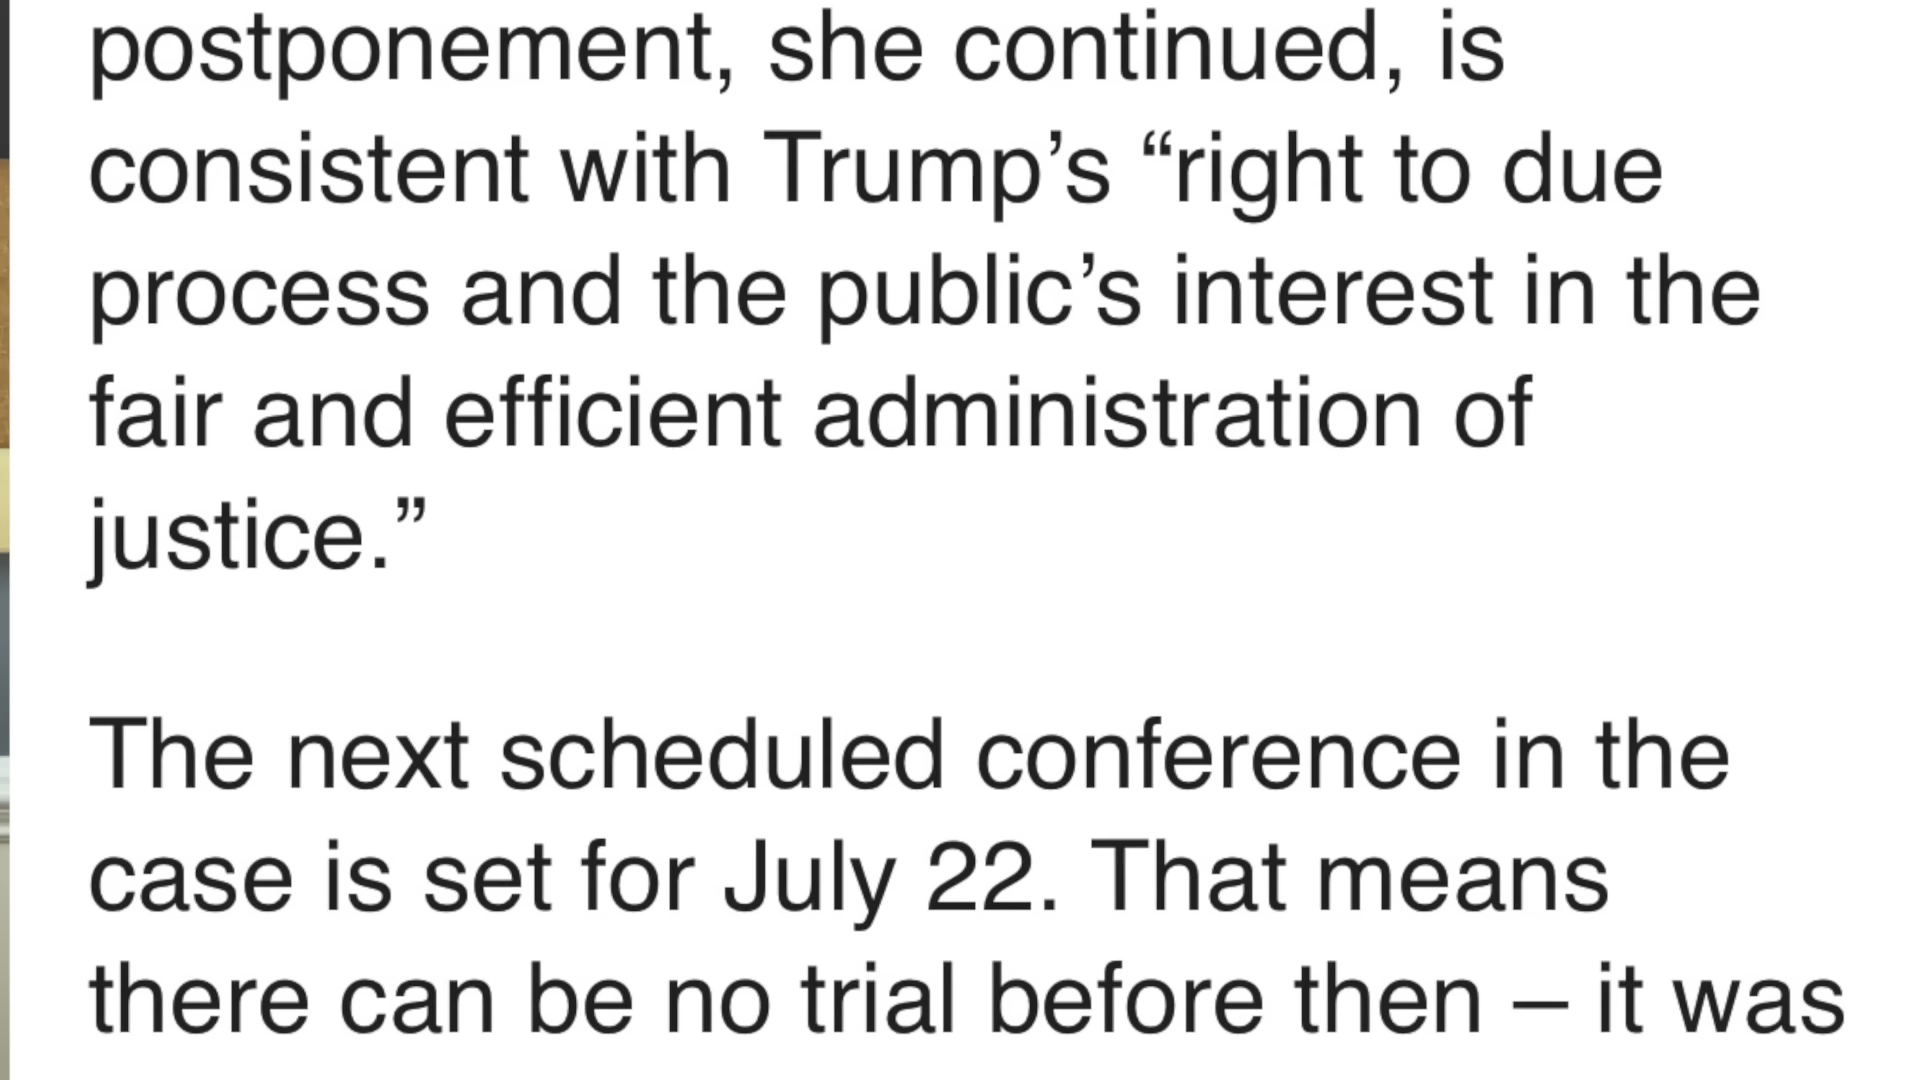 postponement, she continued, is
consistent with Trump’s “right to due
process and the public’s interest in the
fair and efficient administration of
justice.”
The next scheduled conference in the
case is set for July 22. That means
there can be no trial before then – it was